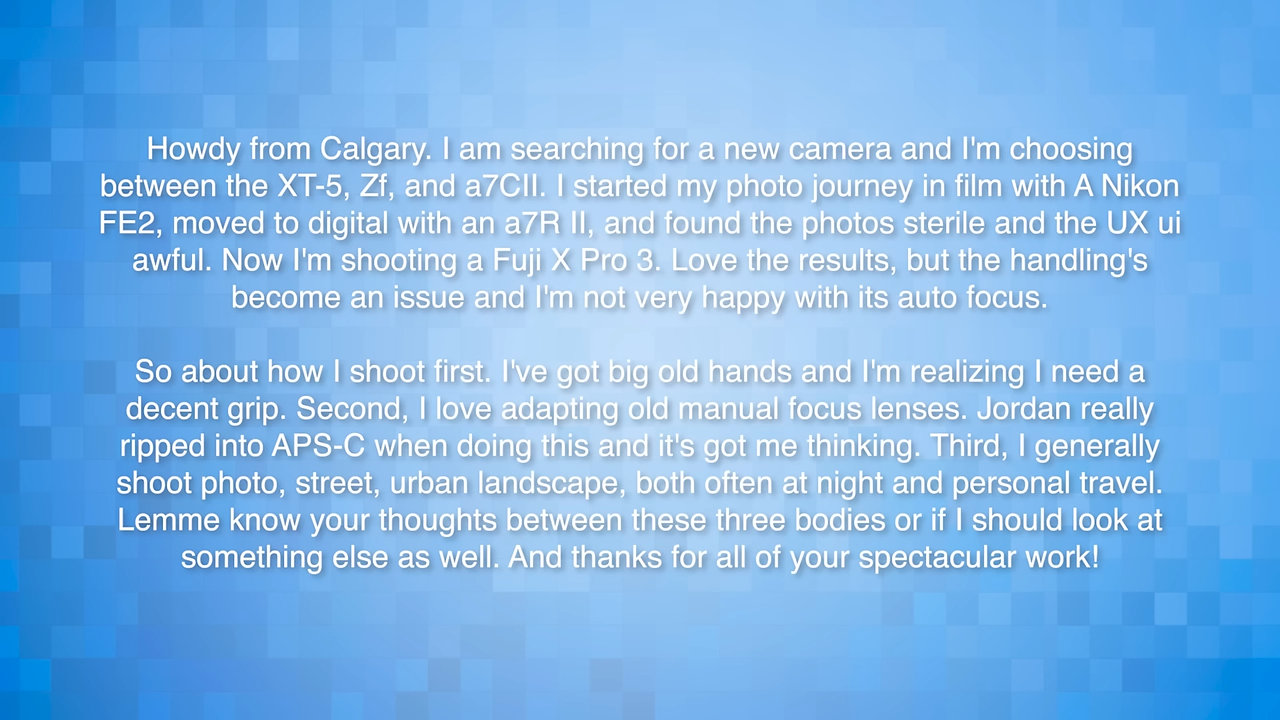 Howdy from Calgary. I am searching for a new camera and I'm choosing
between the XT-5, Zf, and a7CII. I started my photo journey in film with A Nikon
FE2, moved to digital with an a7R II, and found the photos sterile and the UX ui
awful. Now I'm shooting a Fuji X Pro 3. Love the results, but the handling's
become an issue and I'm not very happy with its auto focus.
So about how I shoot first. I've got big old hands and I'm realizing I need a
decent grip. Second, I love adapting old manual focus lenses. Jordan really
ripped into APS-C when doing this and it's got me thinking. Third, I generally
shoot photo, street, urban landscape, both often at night and personal travel.
Lemme know your thoughts between these three bodies or if I should look at
something else as well. And thanks for all of your spectacular work!